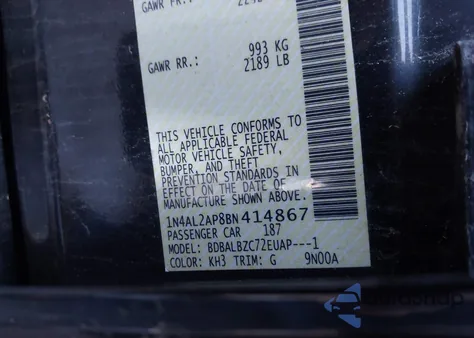 GAWR FR.:
993 KG
GAWR RR.: 2189 LB
THIS VEHICLE CONFORMS TO
ALL APPLICABLE FEDERAL
MOTOR VEHICLE SAFETY,
BUMPER, AND THEFT
PREVENTION STANDARDS IN
EFFECT ON THE DATE OF
MANUFACTURE SHOWN ABOVE.
1N4AL2AP8BN414867
PASSENGER CAR 187
MODEL: BDBALBZC72EUAP---1
COLOR: KH3 TRIM: G 9N00A